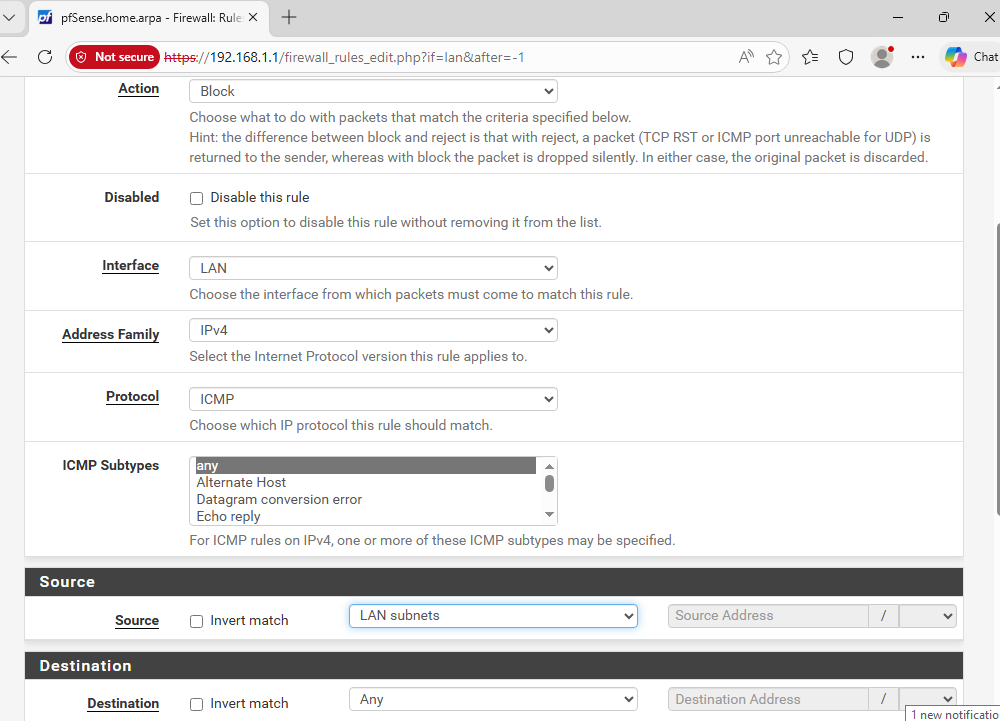 pfSense.home.arpa - Firewall: Rule
Not secure https://192.168.1.1/firewall_rules_edit.php?if=lan&after=-1
Chat
Action
Block
Choose what to do with packets that match the criteria specified below.
Hint: the difference between block and reject is that with reject, a packet (TCP RST or ICMP port unreachable for UDP) is
returned to the sender, whereas with block the packet is dropped silently. In either case, the original packet is discarded.
Disabled
Disable this rule
Set this option to disable this rule without removing it from the list.
Interface
LAN
Choose the interface from which packets must come to match this rule.
Address Family
IPv4
Select the Internet Protocol version this rule applies to.
Protocol
ICMP
Choose which IP protocol this rule should match.
ICMP Subtypes
any
Alternate Host
Datagram conversion error
Echo reply
For ICMP rules on IPv4, one or more of these ICMP subtypes may be specified.
Source
Source
Invert match
LAN subnets
Source Address /
Destination
Destination
Invert match
Any
Destination Address /
1 new notificatio